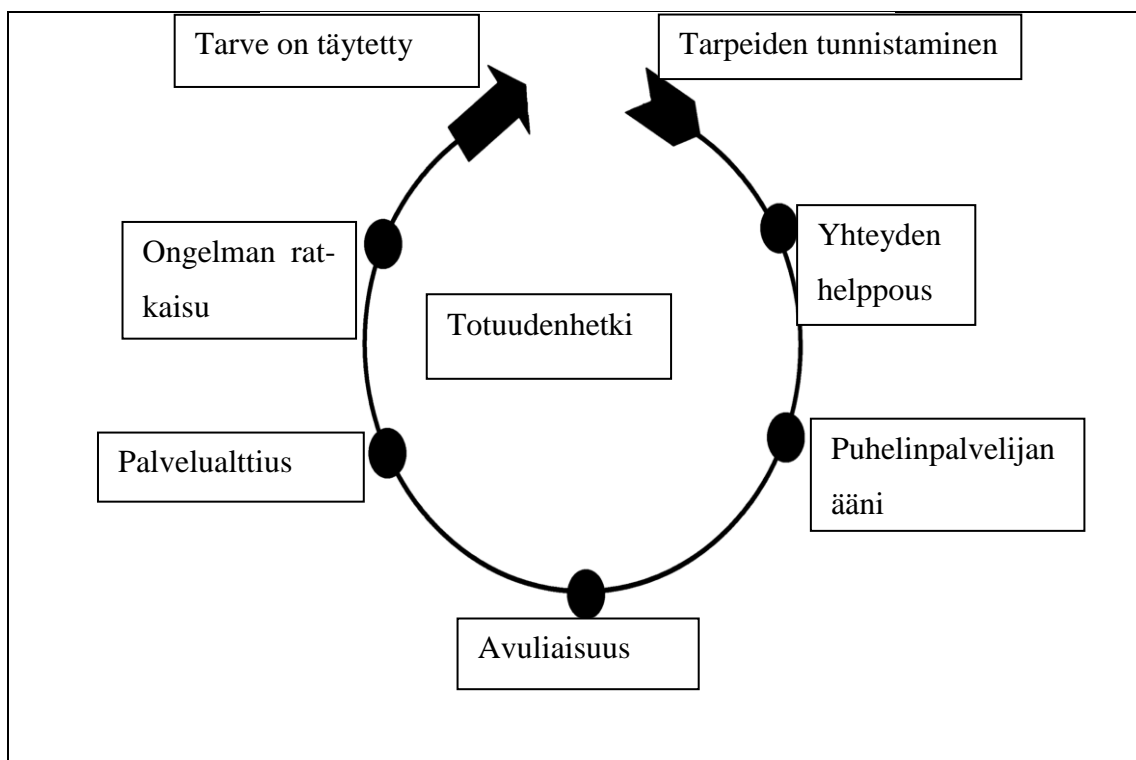 Tarve on täytetty
Tarpeiden tunnistaminen
Yhteyden
helppous
Ongelman rat-
kaisu
Totuudenhetki
Palvelualttius
Puhelinpalvelijan
ääni
Avuliaisuus